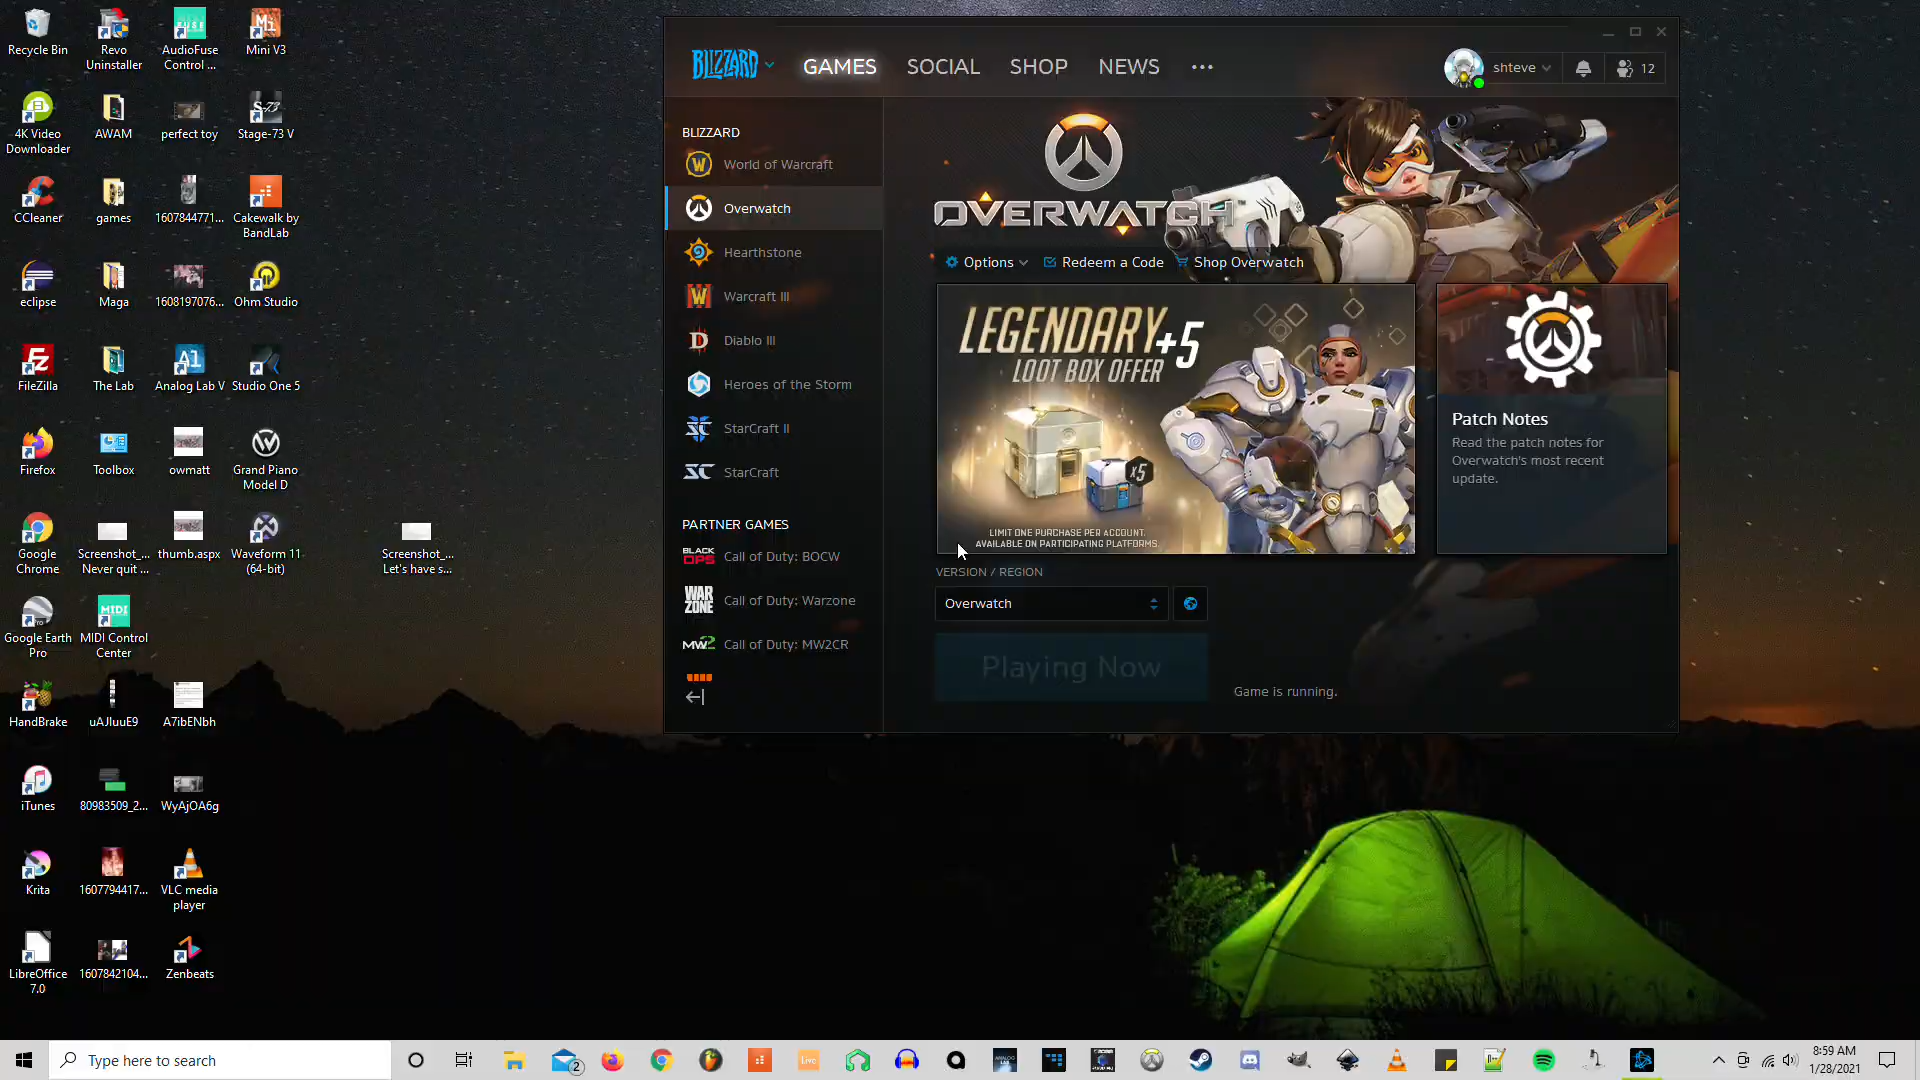 Recycle Bin
Revo
Uninstaller
AudioFuse
Control ...
Mini V3
4K Video
Downloader
AWAM
perfect toy
Stage-73 V
CCleaner
games
1607844771...
Cakewalk by
BandLab
eclipse
Maga
1608197076...
Ohm Studio
FileZilla
The Lab
Analog Lab V
Studio One 5
Firefox
Toolbox
owmatt
Grand Piano
Model D
Google
Chrome
Screenshot_...
Never quit ...
thumb.aspx
Waveform 11
(64-bit)
Screenshot_...
Let's have s...
Google Earth
Pro
MIDI Control
Center
HandBrake
uAJluuE9
A7ibENbh
iTunes
80983509_2...
WyAjOA6g
Krita
1607794417...
VLC media
player
LibreOffice
7.0
1607842104...
Zenbeats
BLIZZARD
GAMES
SOCIAL
SHOP
NEWS
shteve
12
BLIZZARD
World of Warcraft
Overwatch
Hearthstone
Warcraft III
Diablo III
Heroes of the Storm
StarCraft II
StarCraft
PARTNER GAMES
BLACK
OPS
Call of Duty: BOCW
WAR
ZONE
Call of Duty: Warzone
MW2
Call of Duty: MW2CR
OVERWATCH
Options
Redeem a Code
Shop Overwatch
LEGENDARY +5
LOOT BOX OFFER
x5
LIMIT ONE PURCHASE PER ACCOUNT.
AVAILABLE ON PARTICIPATING PLATFORMS.
Patch Notes
Read the patch notes for
Overwatch's most recent
update.
VERSION / REGION
Overwatch
Playing Now
Game is running.
Type here to search
2
Live
8:59 AM
1/28/2021